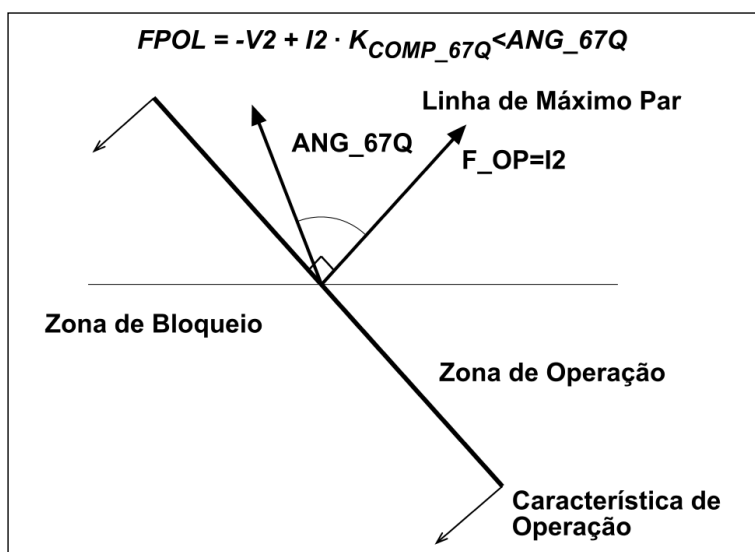 FPOL = -V2 + I2 · KCOMP_67Q<ANG_67Q
Linha de Máximo Par
ANG_67Q
F_OP=I2
Zona de Bloqueio
Zona de Operação
Característica de
Operação